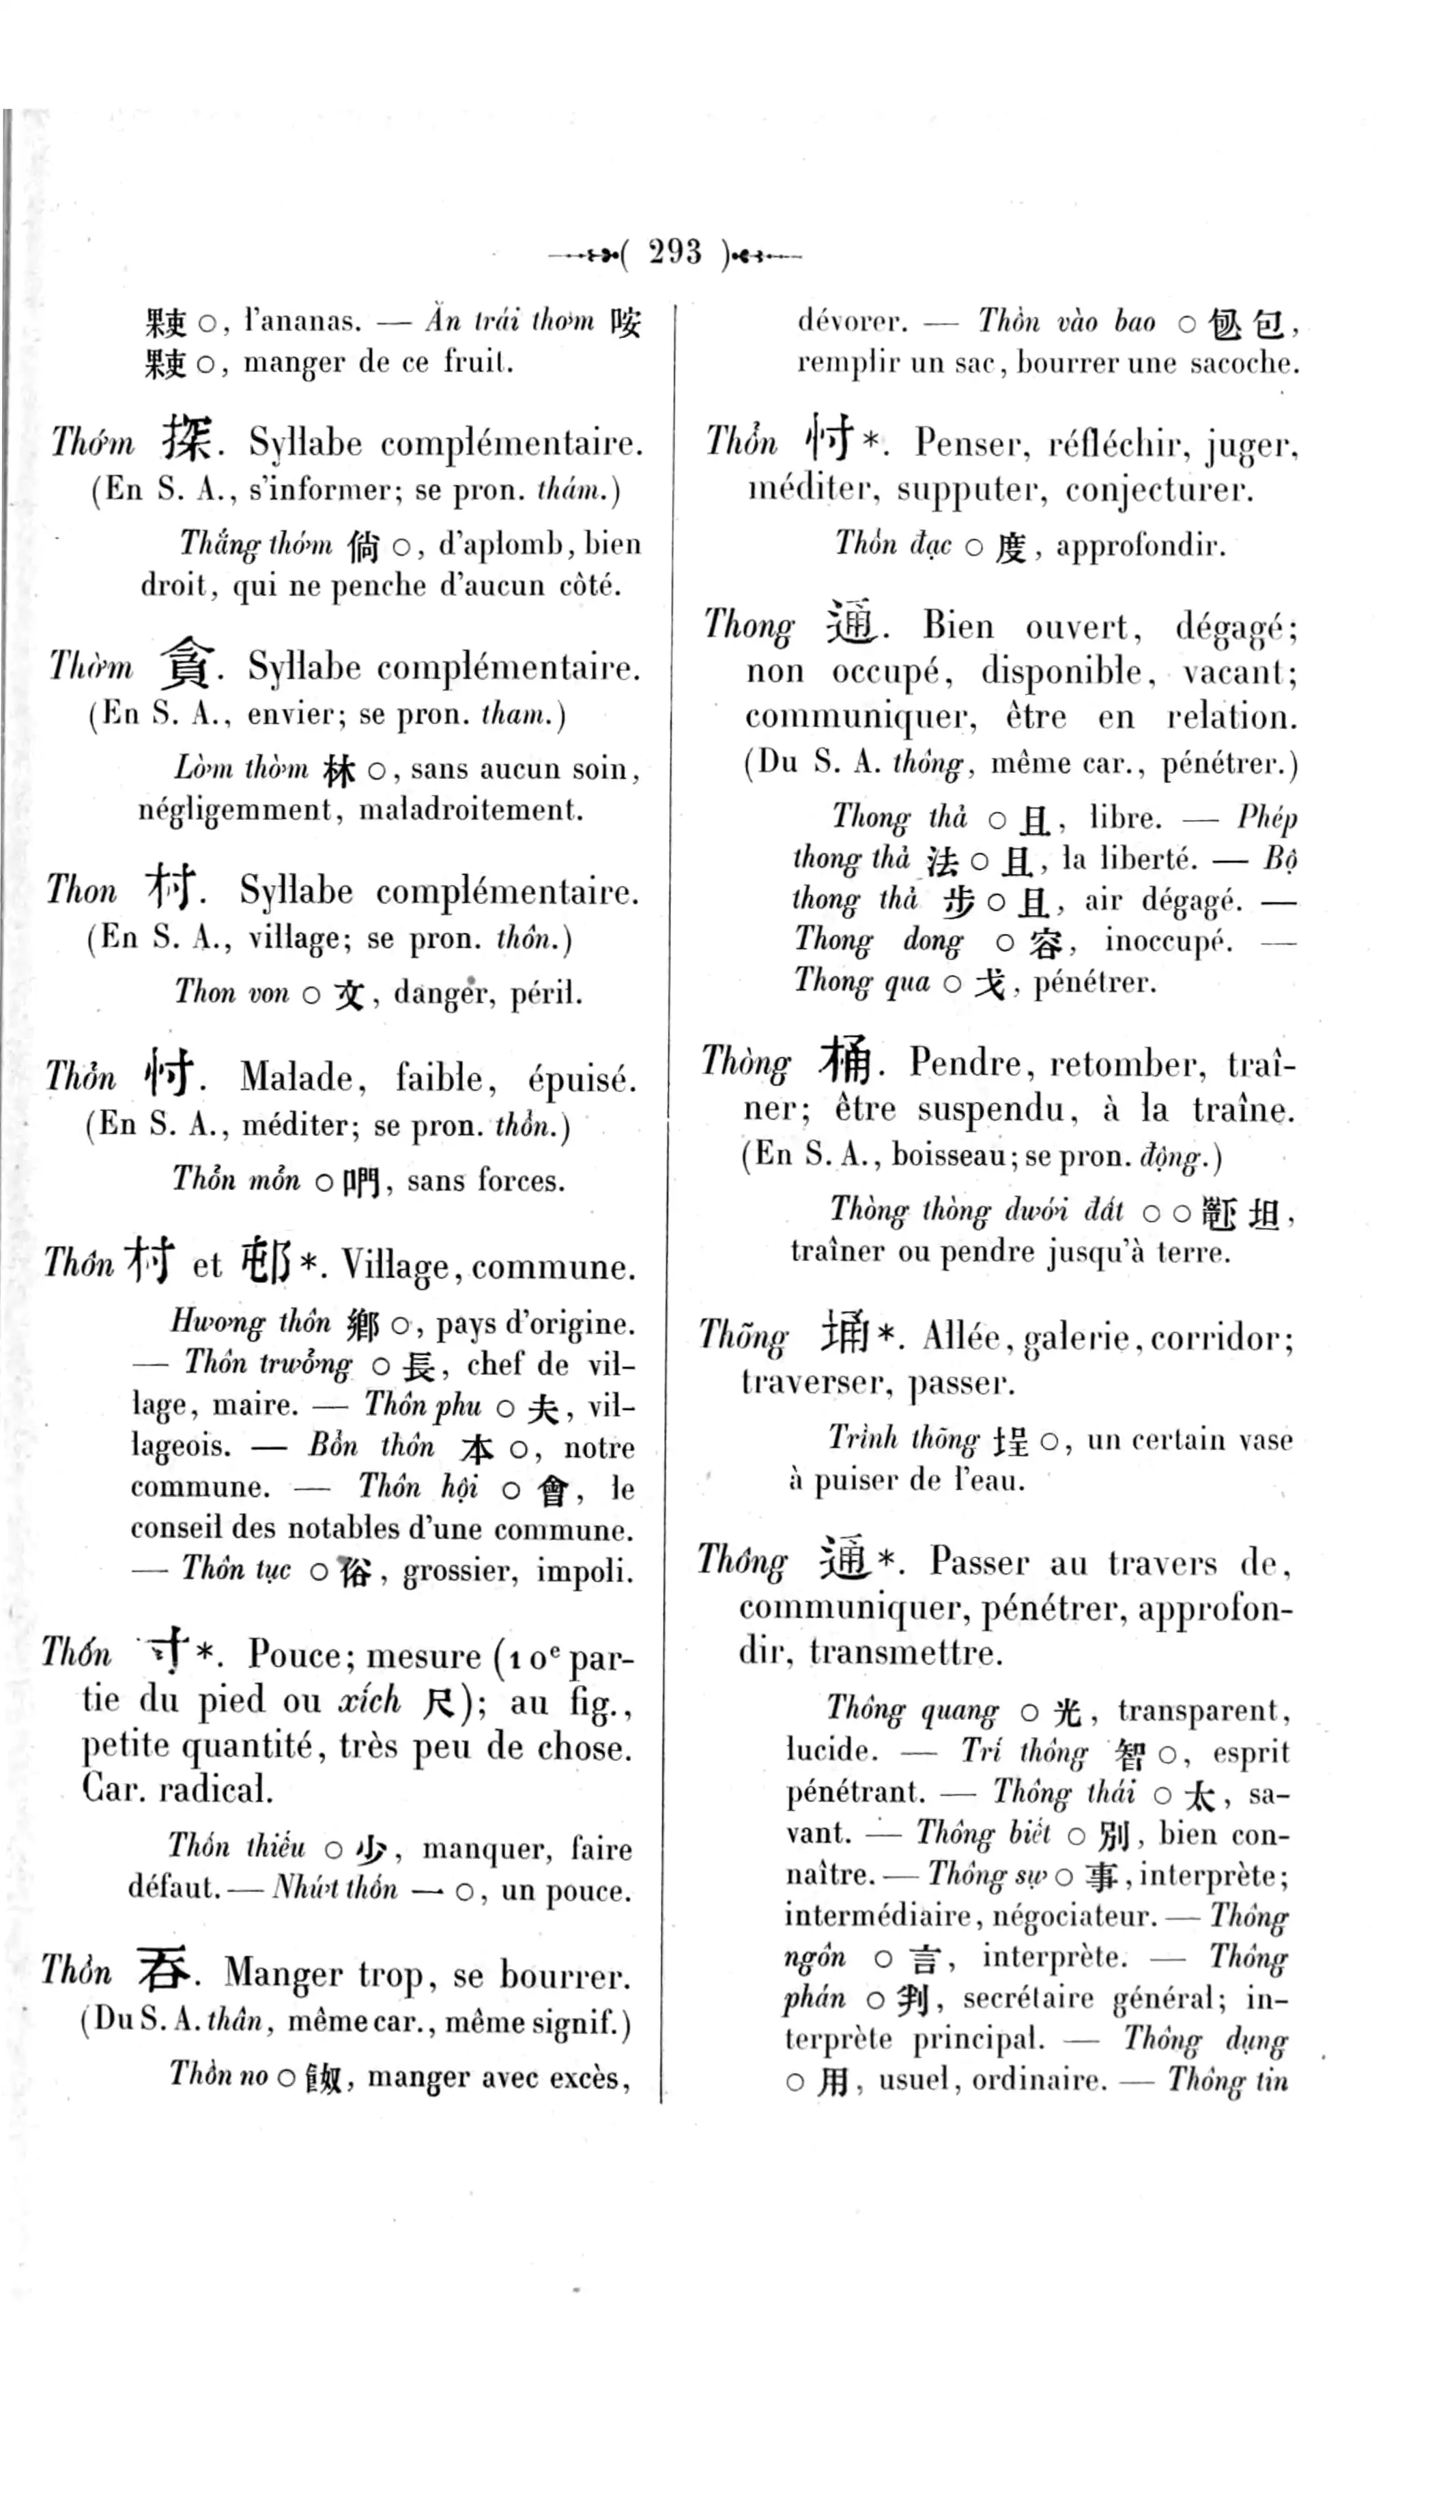 ( 293 )
○, l'ananas. — Ăn trái thơm 咹
○, manger de ce fruit.
Thớm 探. Syllabe complémentaire.
(En S. A., s'informer; se pron. thám.)
Thẳng thớm 倘 ○, d'aplomb, bien
droit, qui ne penche d'aucun côté.
Thờm 貪. Syllabe complémentaire.
(En S. A., envier; se pron. tham.)
Lờm thờm 林 ○, sans aucun soin,
négligemment, maladroitement.
Thon 村. Syllabe complémentaire.
(En S. A., village; se pron. thôn.)
Thon von ○ 文, danger, péril.
Thỏn 忖. Malade, faible, épuisé.
(En S. A., méditer; se pron. thổn.)
Thỏn mỏn ○ 們, sans forces.
Thôn 村 et 邨*. Village, commune.
Hương thôn 鄉 ○, pays d'origine.
— Thôn trưởng ○ 長, chef de vil-
lage, maire. — Thôn phu ○ 夫, vil-
lageois. — Bổn thôn 本 ○, notre
commune. — Thôn hội ○ 會, le
conseil des notables d'une commune.
— Thôn tục ○ 俗, grossier, impoli.
Thốn 寸*. Pouce; mesure (10e par-
tie du pied ou xích 尺); au fig.,
petite quantité, très peu de chose.
Car. radical.
Thốn thiếu ○ 少, manquer, faire
défaut. — Nhứt thốn 一 ○, un pouce.
Thồn 吞. Manger trop, se bourrer.
(Du S. A. thân, même car., même signif.)
Thồn no ○, manger avec excès,
dévorer. — Thồn vào bao ○ 包,
remplir un sac, bourrer une sacoche.
Thổn 忖*. Penser, réfléchir, juger,
méditer, supputer, conjecturer.
Thổn đạc ○ 度, approfondir.
Thong 通. Bien ouvert, dégagé;
non occupé, disponible, vacant;
communiquer, être en relation.
(Du S. A. thông, même car., pénétrer.)
Thong thả ○ 且, libre. — Phép
thong thả 法 ○ 且, la liberté. — Bộ
thong thả 步 ○ 且, air dégagé. —
Thong dong ○ 容, inoccupé. —
Thong qua ○ 戈, pénétrer.
Thòng 桶. Pendre, retomber, traî-
ner; être suspendu, à la traîne.
(En S. A., boisseau; se pron. động.)
Thòng thòng dưới đất ○ ○ 坦,
traîner ou pendre jusqu'à terre.
Thõng 埇*. Allée, galerie, corridor;
traverser, passer.
Trình thõng 埕 ○, un certain vase
à puiser de l'eau.
Thông 通*. Passer au travers de,
communiquer, pénétrer, approfon-
dir, transmettre.
Thông quang ○ 光, transparent,
lucide. — Trí thông 智 ○, esprit
pénétrant. — Thông thái ○ 太, sa-
vant. — Thông biết ○ 別, bien con-
naître. — Thông sự ○ 事, interprète;
intermédiaire, négociateur. — Thông
ngôn ○ 言, interprète. — Thông
phán ○ 判, secrétaire général; in-
terprète principal. — Thông dụng
○ 用, usuel, ordinaire. — Thông tin